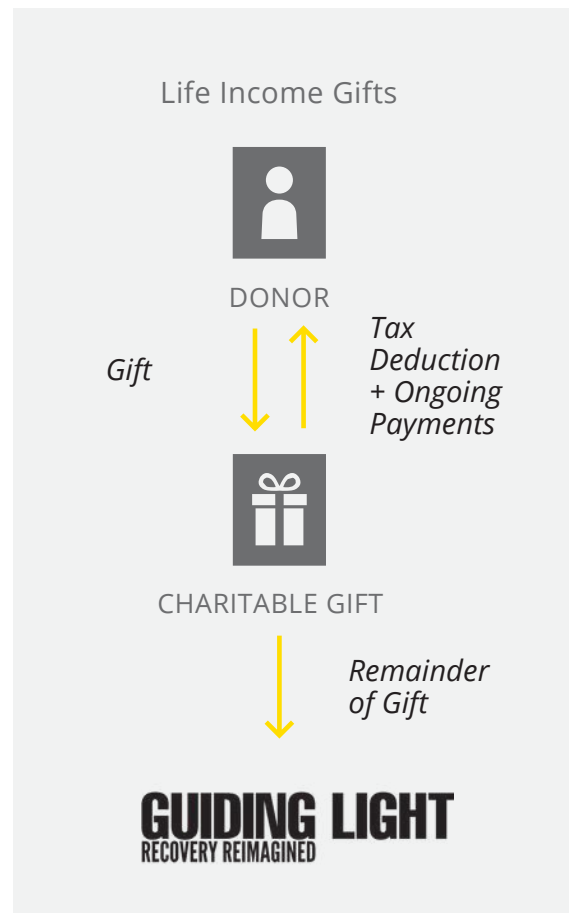 Life Income Gifts
DONOR
Gift
Tax
Deduction
+ Ongoing
Payments
CHARITABLE GIFT
Remainder
of Gift
GUIDING LIGHT
RECOVERY REIMAGINED